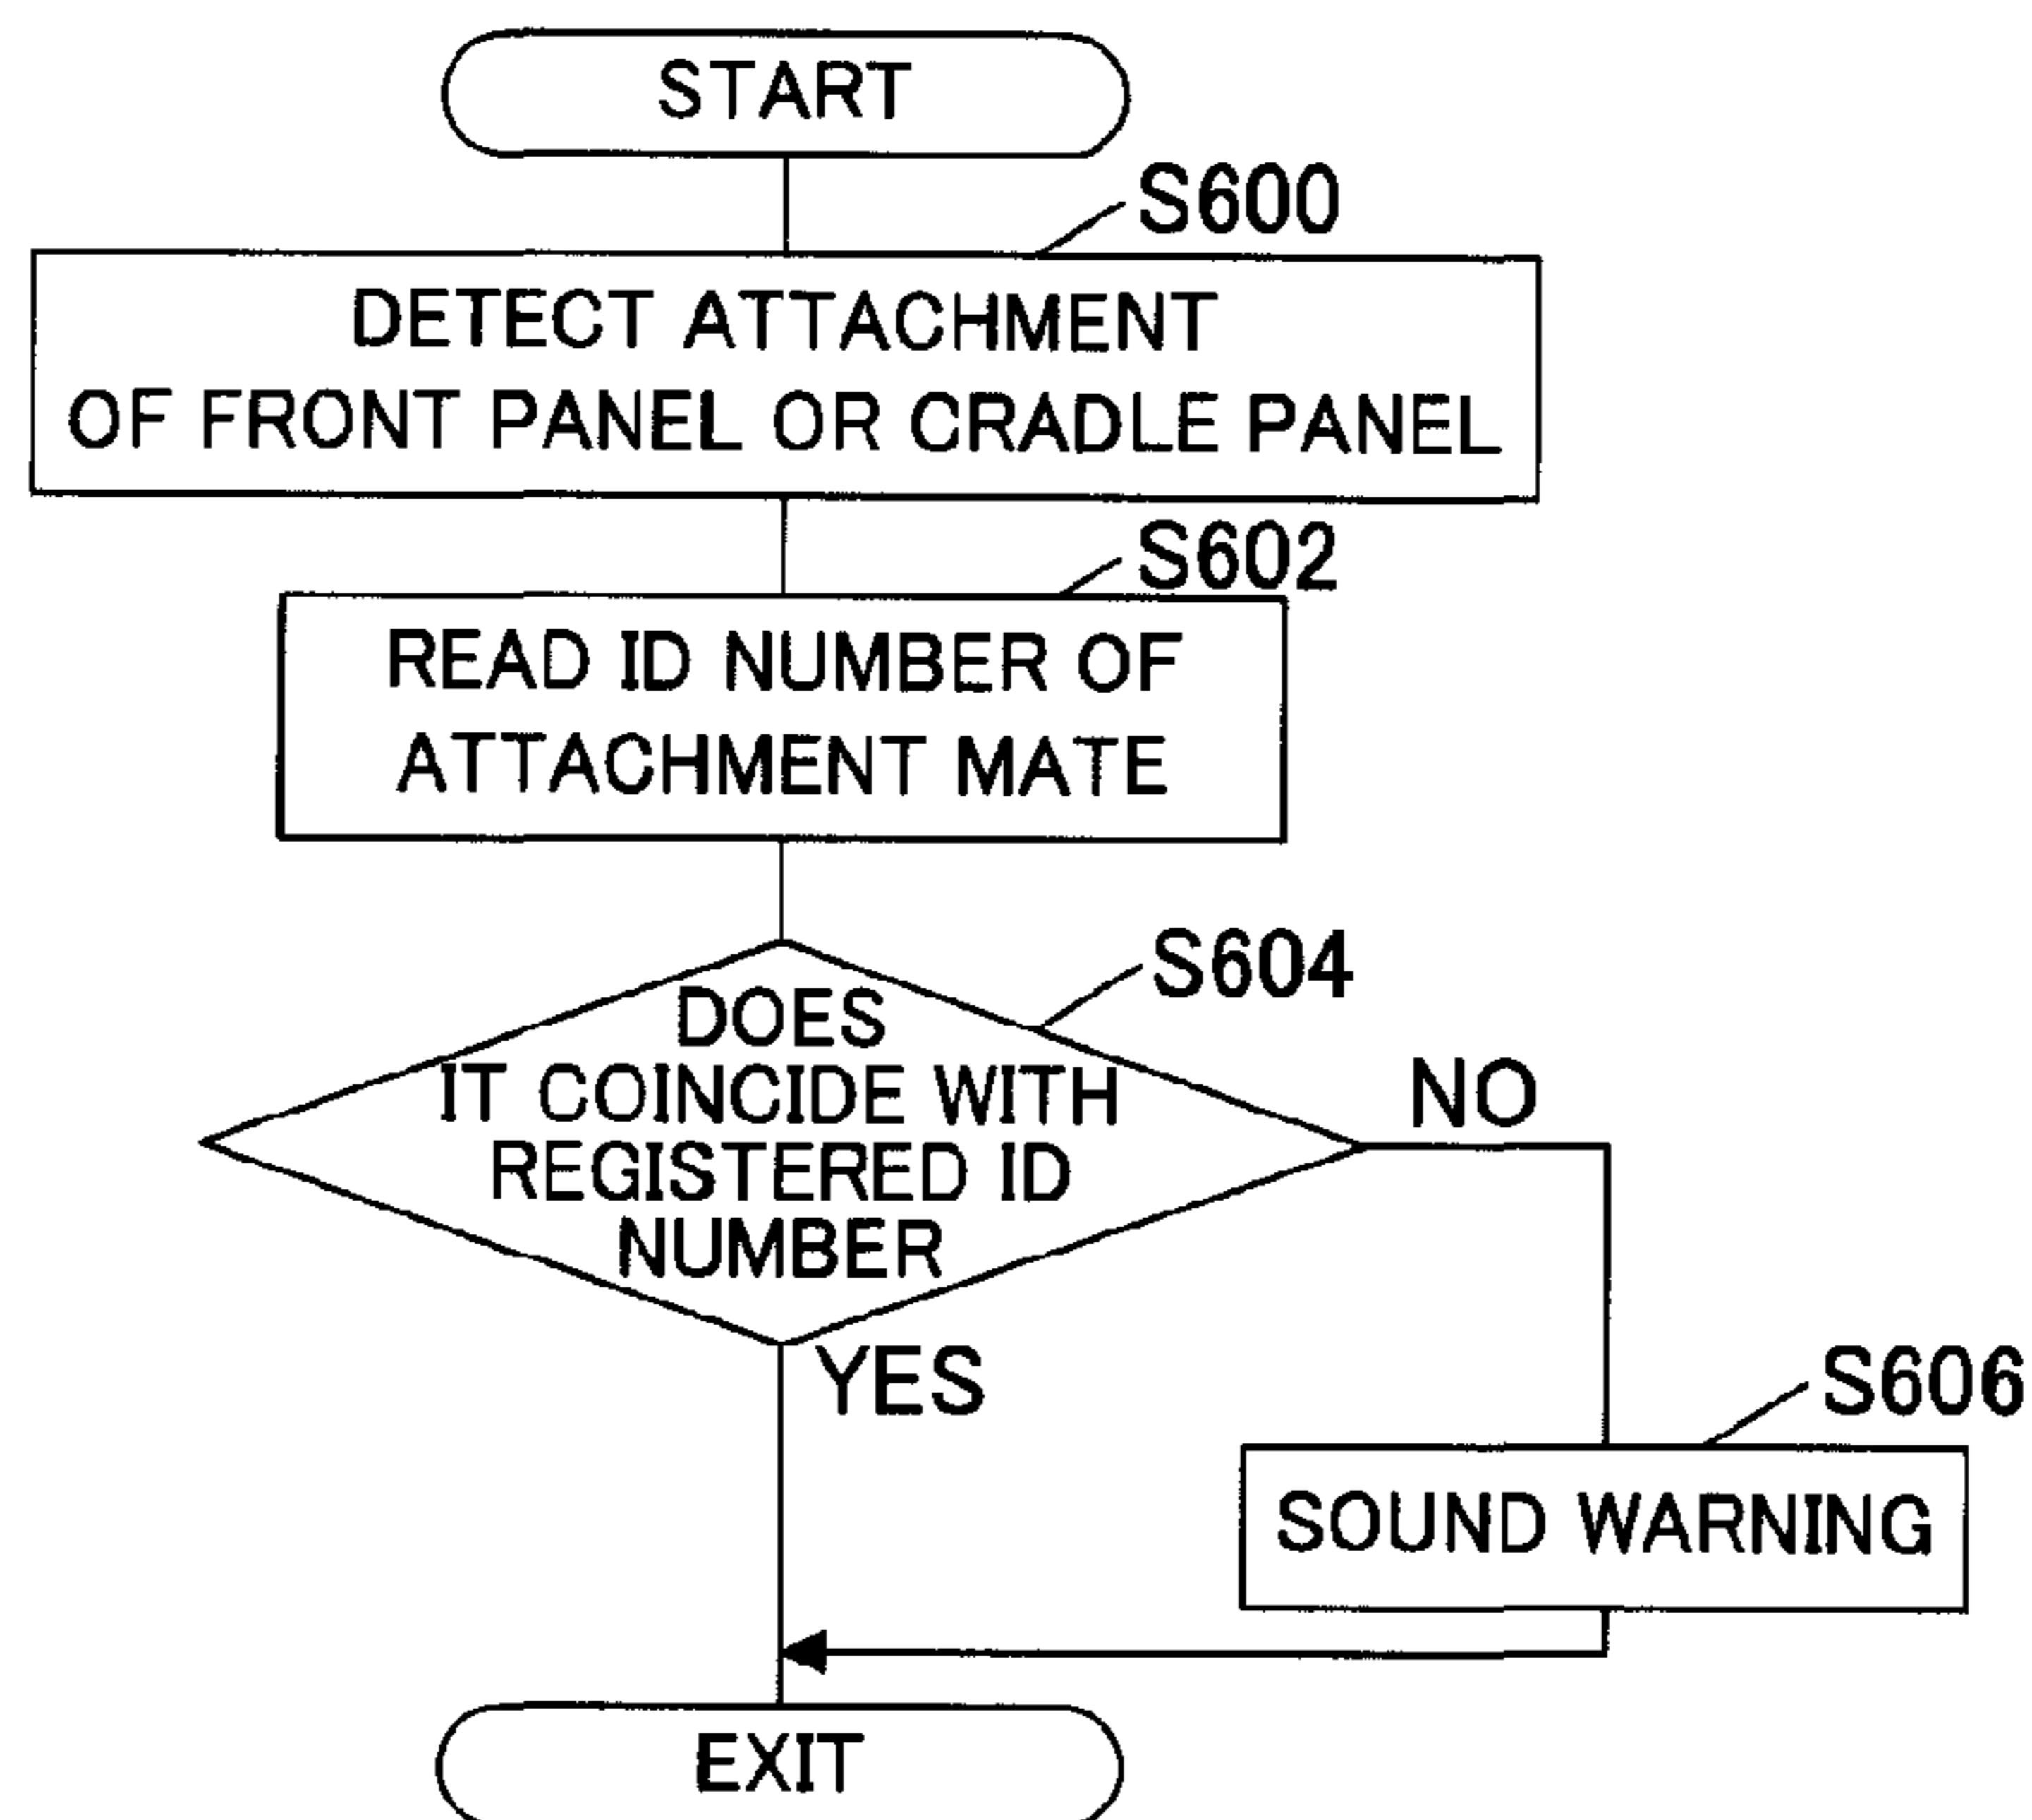 START
S600
DETECT ATTACHMENT
OF FRONT PANEL OR CRADLE PANEL
S602
READ ID NUMBER OF
ATTACHMENT MATE
S604
DOES
IT COINCIDE WITH
REGISTERED ID
NUMBER
NO
YES
S606
SOUND WARNING
EXIT